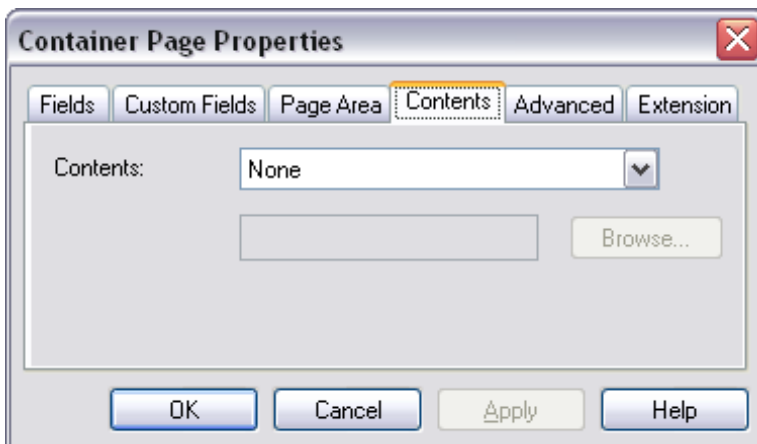 Container Page Properties
Fields Custom Fields Page Area Contents Advanced Extension
Contents: None
Browse...
OK Cancel Apply Help